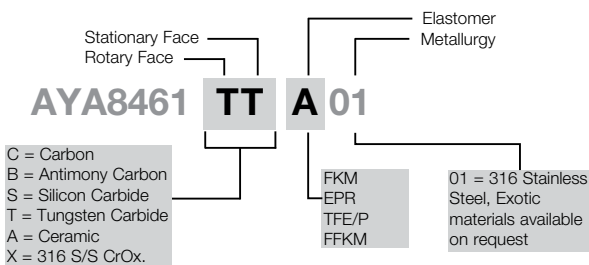 Elastomer
Stationary Face
Metallurgy
Rotary Face
AYA8461 TT A 01
C = Carbon
B = Antimony Carbon
S = Silicon Carbide
T = Tungsten Carbide
A = Ceramic
X = 316 S/S CrOx.
FKM
EPR
TFE/P
FFKM
01 = 316 Stainless
Steel, Exotic
materials available
on request